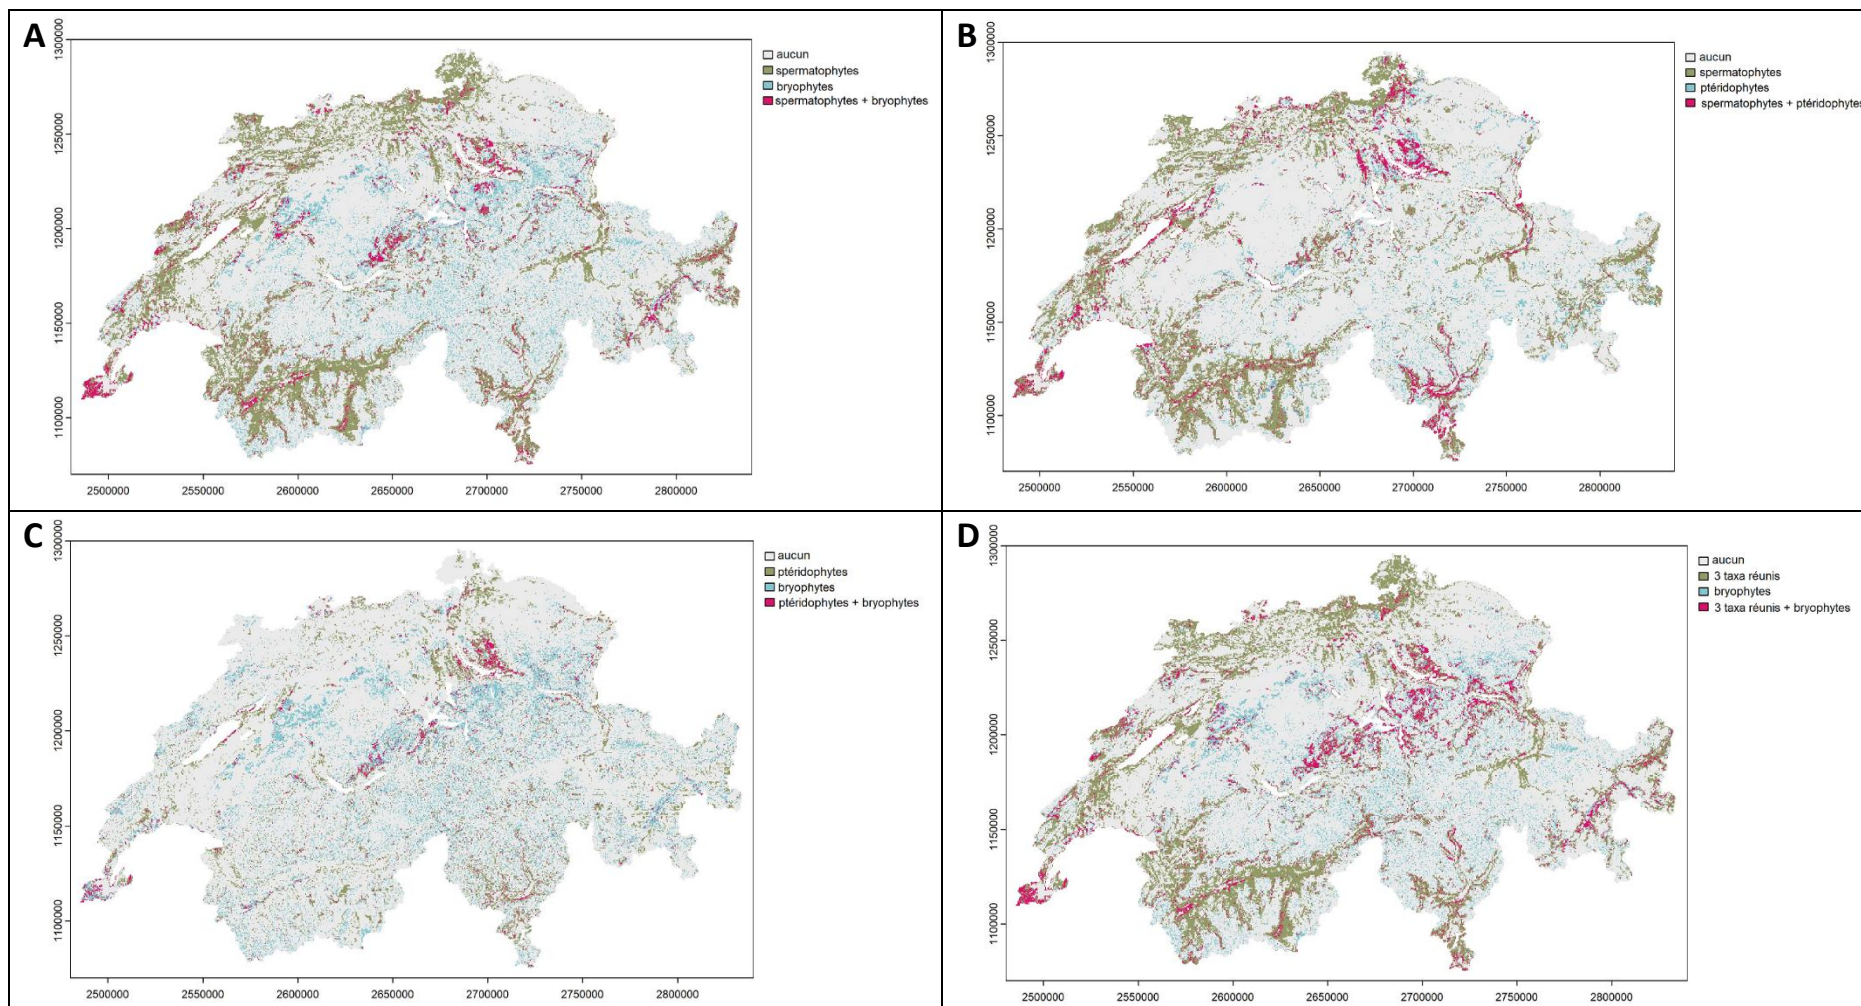 A
1300000
1250000
1200000
1150000
1100000
2500000 2550000 2600000 2650000 2700000 2750000 2800000
aucun
spermatophytes
bryophytes
spermatophytes + bryophytes
B
1300000
1250000
1200000
1150000
1100000
2500000 2550000 2600000 2650000 2700000 2750000 2800000
aucun
spermatophytes
ptéridophytes
spermatophytes + ptéridophytes
C
1300000
1250000
1200000
1150000
1100000
2500000 2550000 2600000 2650000 2700000 2750000 2800000
aucun
ptéridophytes
bryophytes
ptéridophytes + bryophytes
D
1300000
1250000
1200000
1150000
1100000
2500000 2550000 2600000 2650000 2700000 2750000 2800000
aucun
3 taxa réunis
bryophytes
3 taxa réunis + bryophytes